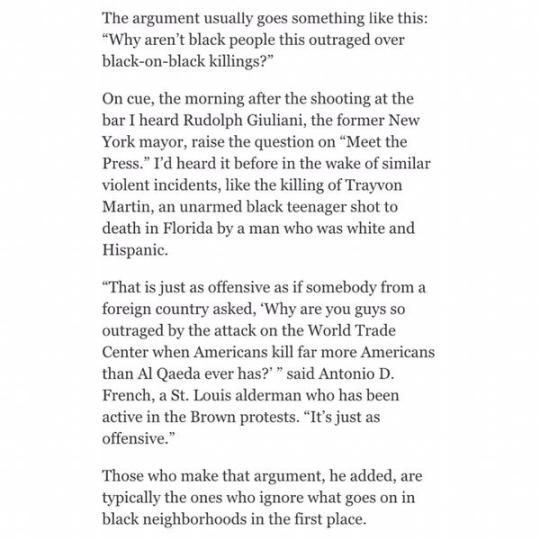 The argument usually goes something like this:
“Why aren’t black people this outraged over
black-on-black killings?”
On cue, the morning after the shooting at the
bar I heard Rudolph Giuliani, the former New
York mayor, raise the question on “Meet the
Press.” I’d heard it before in the wake of similar
violent incidents, like the killing of Trayvon
Martin, an unarmed black teenager shot to
death in Florida by a man who was white and
Hispanic.
“That is just as offensive as if somebody from a
foreign country asked, ‘Why are you guys so
outraged by the attack on the World Trade
Center when Americans kill far more Americans
than Al Qaeda ever has?’ ” said Antonio D.
French, a St. Louis alderman who has been
active in the Brown protests. “It’s just as
offensive.”
Those who make that argument, he added, are
typically the ones who ignore what goes on in
black neighborhoods in the first place.